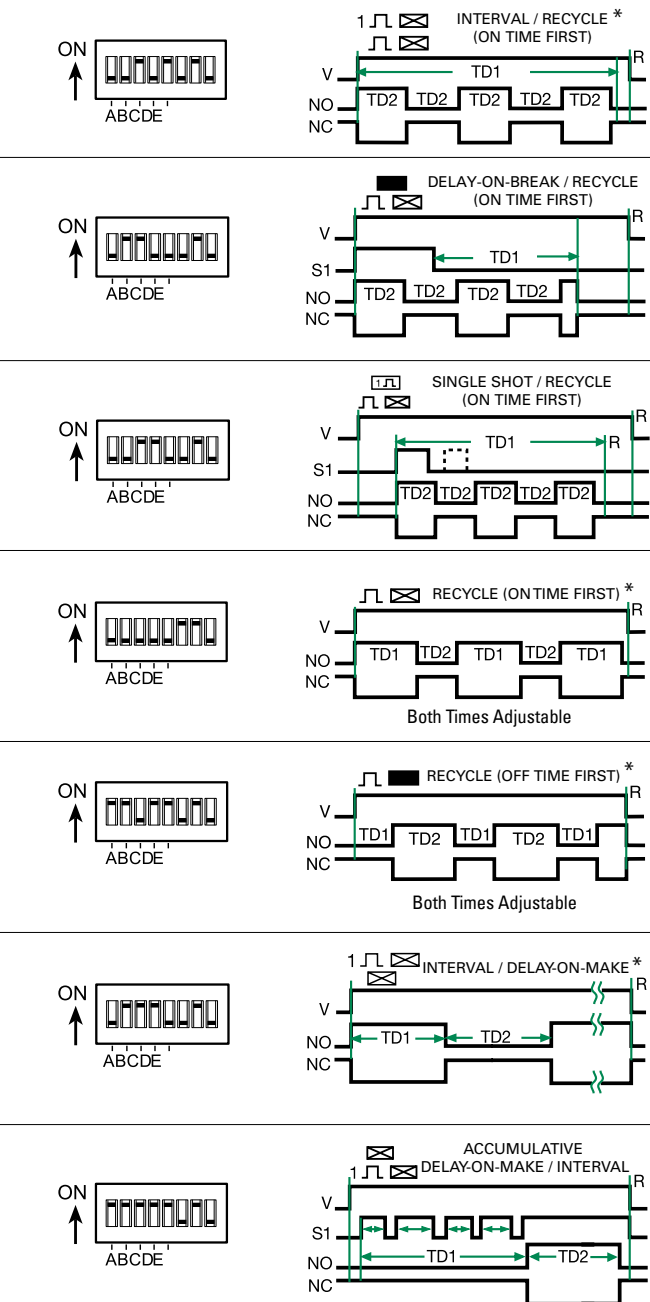 ON
ABCDE
1 INTERVAL / RECYCLE *
(ON TIME FIRST)
R
V
TD1
NO TD2 TD2 TD2 TD2 TD2
NC
ON
ABCDE
DELAY-ON-BREAK / RECYCLE
(ON TIME FIRST)
R
V
TD1
S1
NO TD2 TD2 TD2 TD2
NC
ON
ABCDE
1 SINGLE SHOT / RECYCLE
(ON TIME FIRST)
R
V
TD1 R
S1
NO TD2 TD2 TD2 TD2 TD2
NC
ON
ABCDE
RECYCLE (ON TIME FIRST) *
R
V
NO TD1 TD2 TD1 TD2 TD1
NC
Both Times Adjustable
ON
ABCDE
RECYCLE (OFF TIME FIRST) *
R
V
NO TD1 TD2 TD1 TD2 TD1
NC
Both Times Adjustable
ON
ABCDE
1 INTERVAL / DELAY-ON-MAKE *
R
V
NO TD1 TD2
NC
ON
ABCDE
ACCUMULATIVE
1 DELAY-ON-MAKE / INTERVAL
R
V
S1
NO TD1 TD2
NC